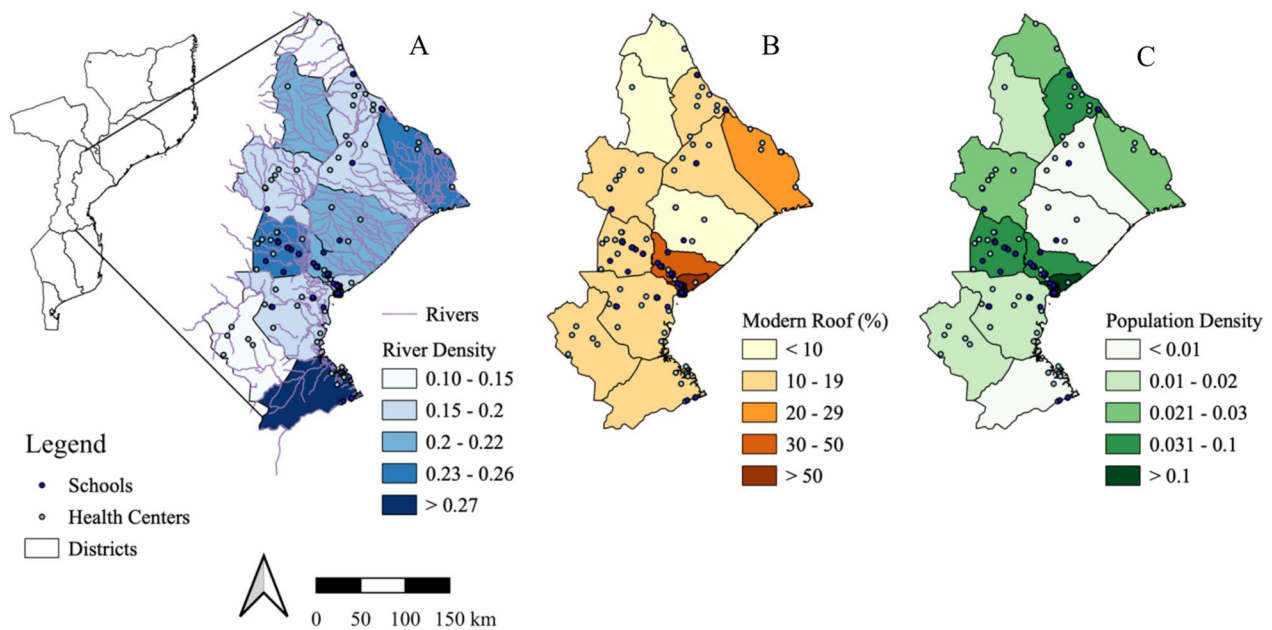 A
B
C
Rivers
River Density
0.10 - 0.15
0.15 - 0.2
0.2 - 0.22
0.23 - 0.26
> 0.27
Modern Roof (%)
< 10
10 - 19
20 - 29
30 - 50
> 50
Population Density
< 0.01
0.01 - 0.02
0.021 - 0.03
0.031 - 0.1
> 0.1
Legend
Schools
Health Centers
Districts
0 50 100 150 km